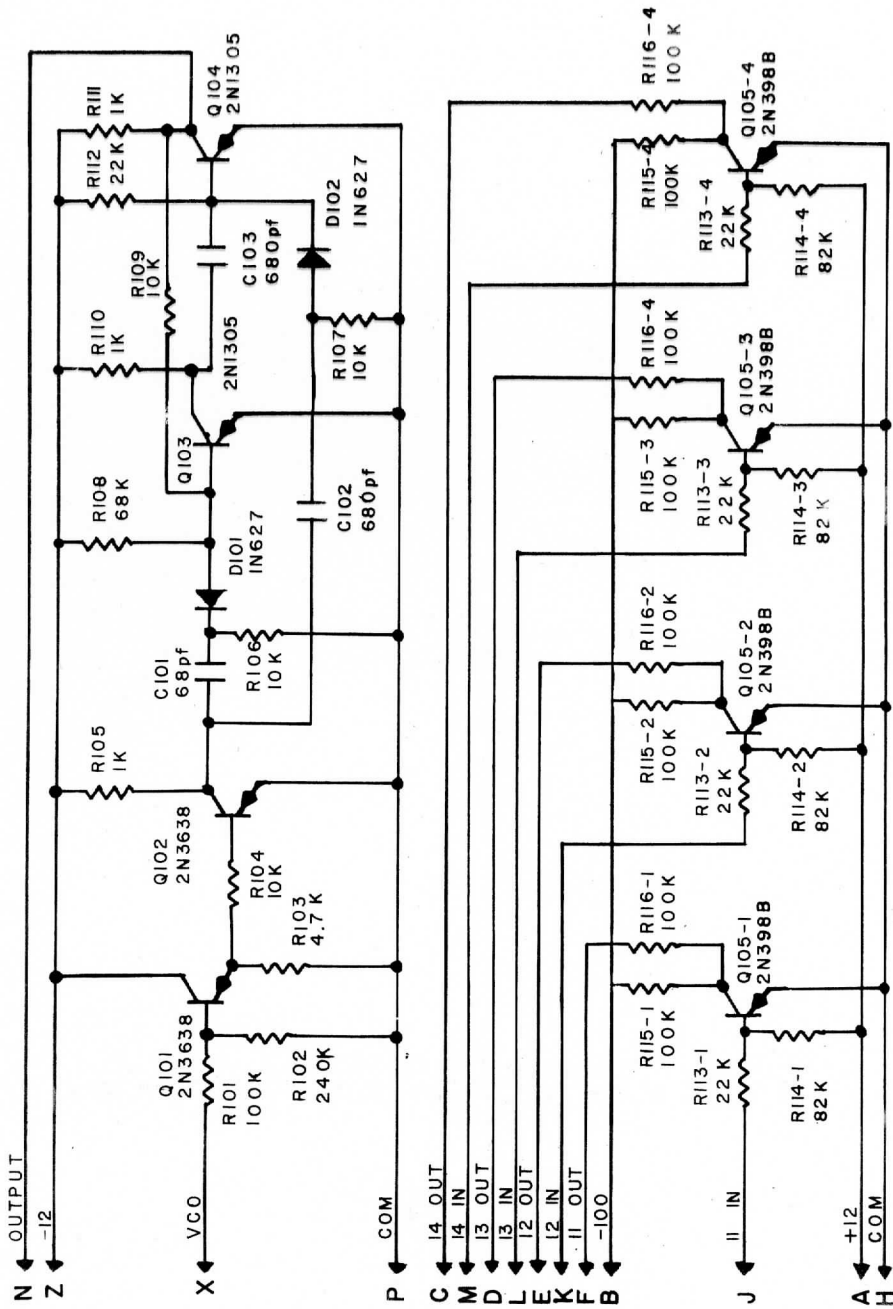 N OUTPUT
Z -12
X VCO
P COM
Q101
2N3638
R101
100K
R102
240K
R103
4.7K
R104
10K
Q102
2N3638
R105
1K
C101
68pf
R106
10K
D101
1N627
R108
68K
Q103
2N1305
R110
1K
R109
10K
C102
680pf
R107
10K
C103
680pf
D102
1N627
R112
22K
R111
1K
Q104
2N1305
C 14 OUT
M 14 IN
D 13 OUT
L 13 IN
E 12 OUT
K 12 IN
F 11 OUT
B -100
J 11 IN
A +12
H COM
R115-1
100K
R116-1
100K
R113-1
22K
R114-1
82K
Q105-1
2N398B
R115-2
100K
R116-2
100K
R113-2
22K
R114-2
82K
Q105-2
2N398B
R115-3
100K
R116-4
100K
R113-3
22K
R114-3
82K
Q105-3
2N398B
R115-4
100K
R116-4
100K
R113-4
22K
R114-4
82K
Q105-4
2N398B